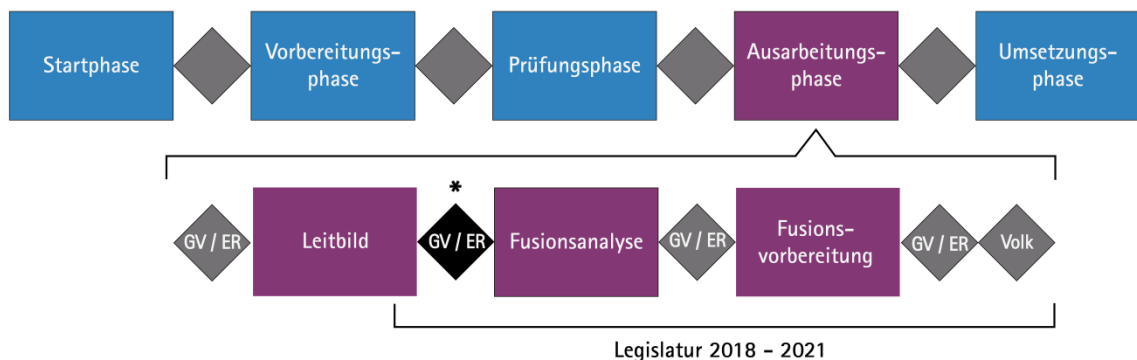 Startphase
Vorbereitungs-
phase
Prüfungsphase
Ausarbeitungs-
phase
Umsetzungs-
phase
*
GV / ER
Leitbild
GV / ER
Fusionsanalyse
GV / ER
Fusions-
vorbereitung
GV / ER
Volk
Legislatur 2018 - 2021